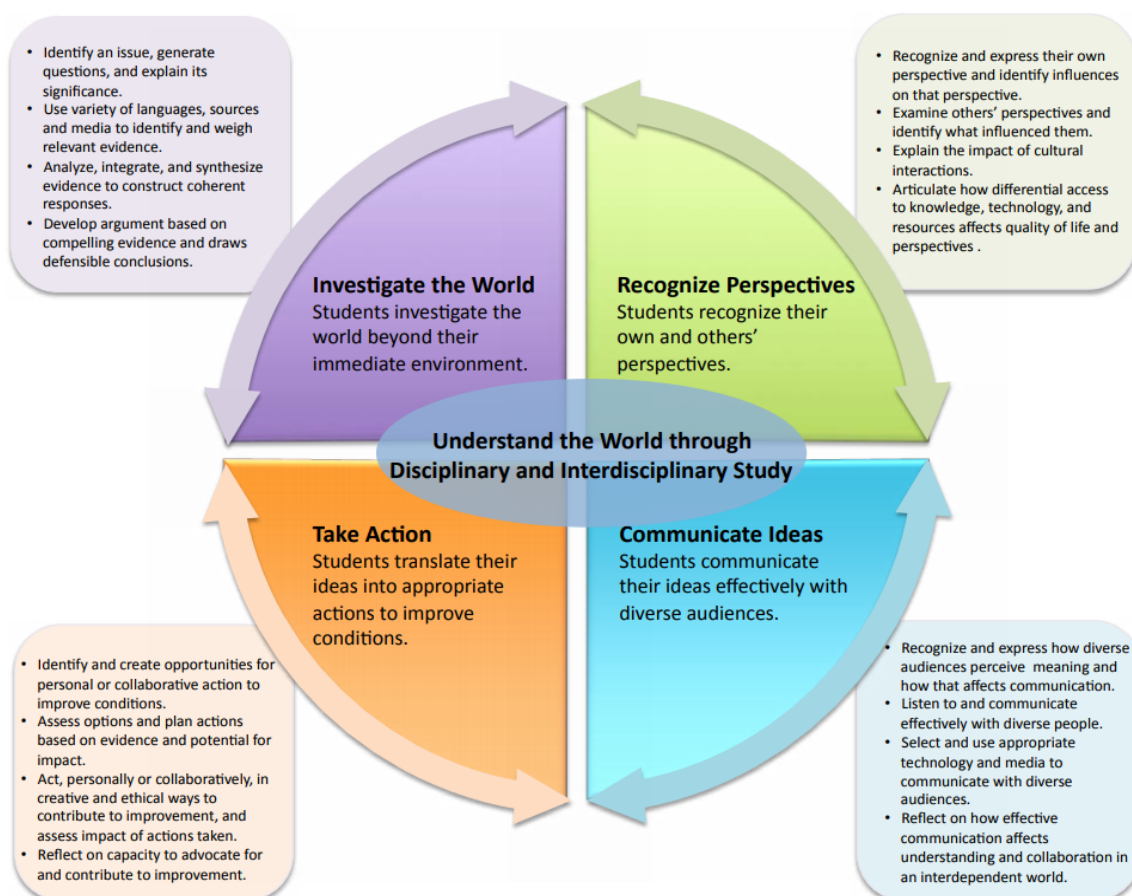 • Identify an issue, generate
questions, and explain its
significance.
• Use variety of languages, sources
and media to identify and weigh
relevant evidence.
• Analyze, integrate, and synthesize
evidence to construct coherent
responses.
• Develop argument based on
compelling evidence and draws
defensible conclusions.
• Recognize and express their own
perspective and identify influences
on that perspective.
• Examine others’ perspectives and
identify what influenced them.
• Explain the impact of cultural
interactions.
• Articulate how differential access
to knowledge, technology, and
resources affects quality of life and
perspectives .
Investigate the World
Students investigate the
world beyond their
immediate environment.
Recognize Perspectives
Students recognize their
own and others’
perspectives.
Understand the World through
Disciplinary and Interdisciplinary Study
Take Action
Students translate their
ideas into appropriate
actions to improve
conditions.
Communicate Ideas
Students communicate
their ideas effectively with
diverse audiences.
• Identify and create opportunities for
personal or collaborative action to
improve conditions.
• Assess options and plan actions
based on evidence and potential for
impact.
• Act, personally or collaboratively, in
creative and ethical ways to
contribute to improvement, and
assess impact of actions taken.
• Reflect on capacity to advocate for
and contribute to improvement.
• Recognize and express how diverse
audiences perceive meaning and
how that affects communication.
• Listen to and communicate
effectively with diverse people.
• Select and use appropriate
technology and media to
communicate with diverse
audiences.
• Reflect on how effective
communication affects
understanding and collaboration in
an interdependent world.